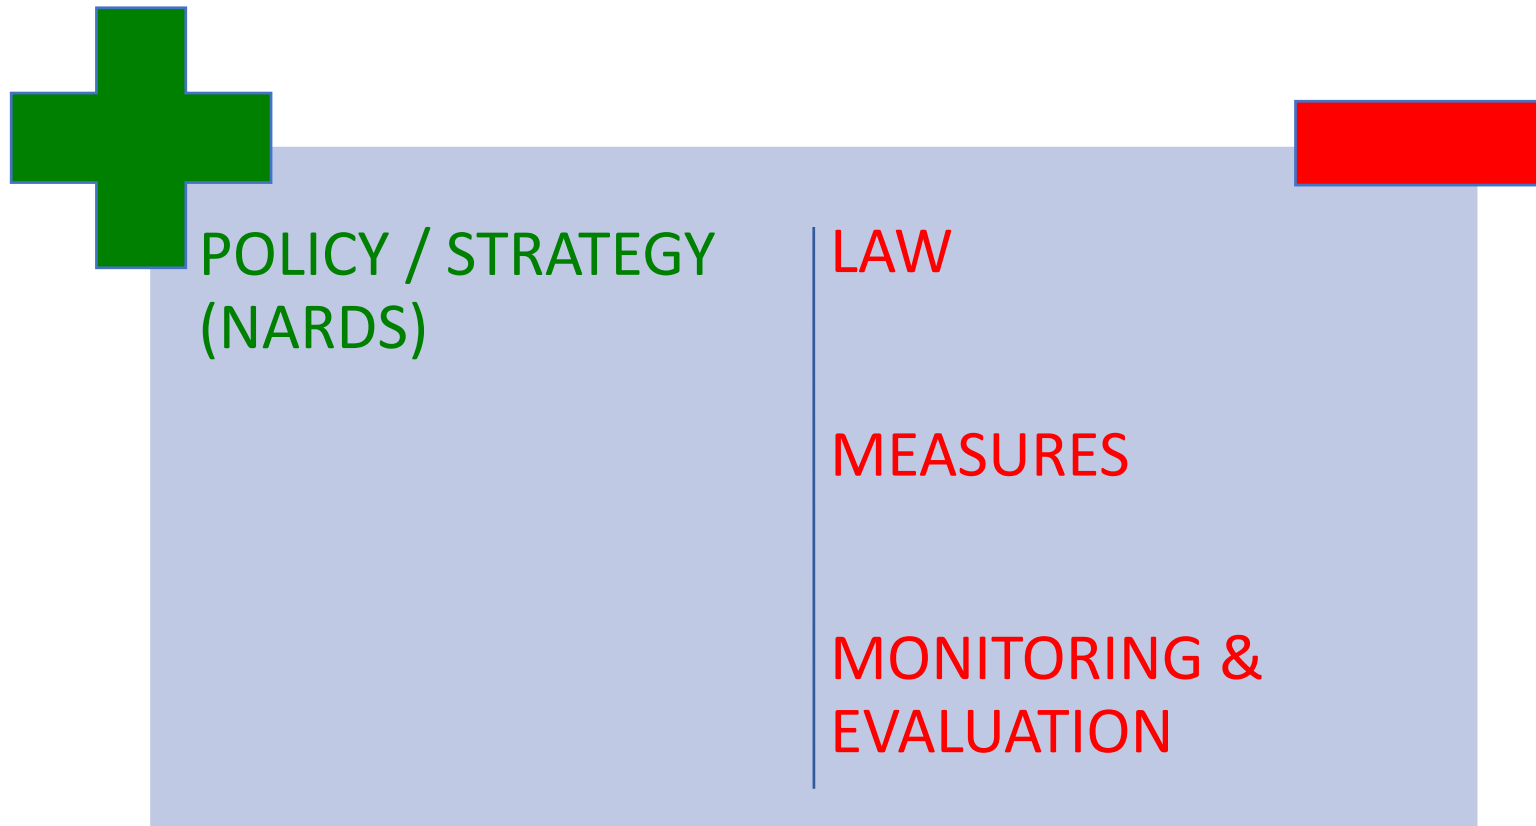 POLICY / STRATEGY
(NARDS)
LAW
MEASURES
MONITORING &
EVALUATION